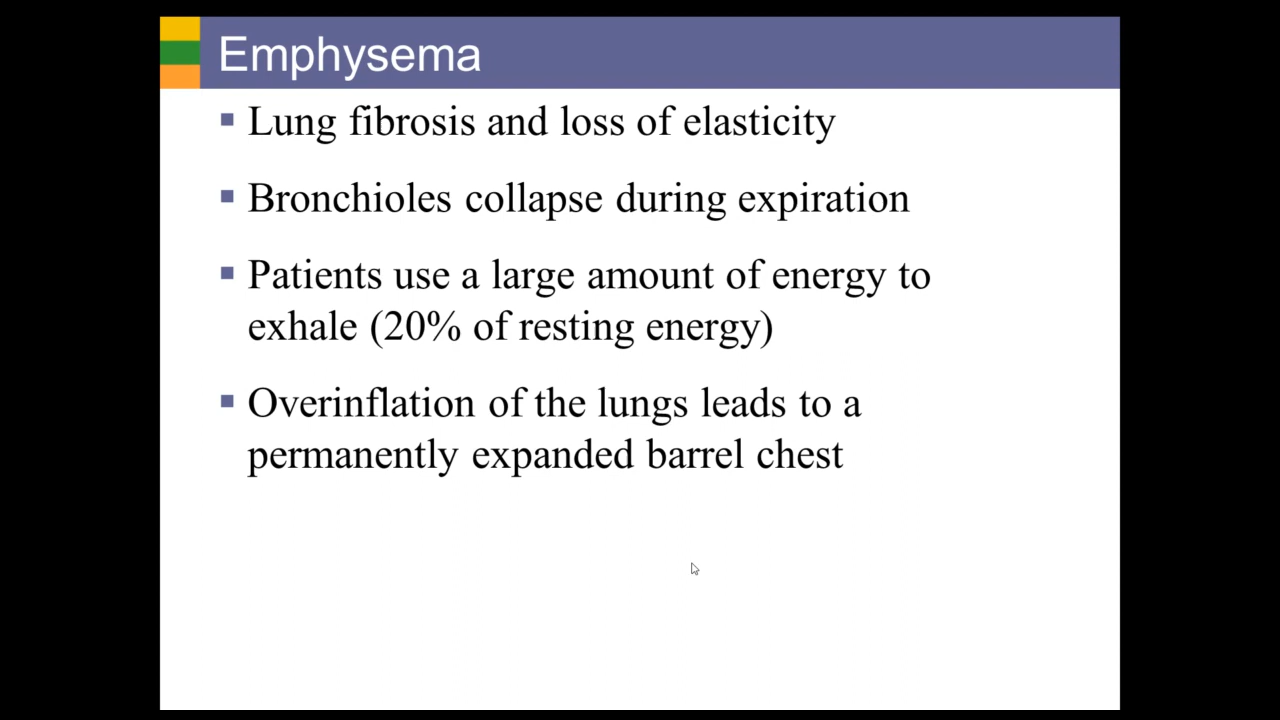 Emphysema
Lung fibrosis and loss of elasticity
Bronchioles collapse during expiration
Patients use a large amount of energy to
exhale (20% of resting energy)
Overinflation of the lungs leads to a
permanently expanded barrel chest